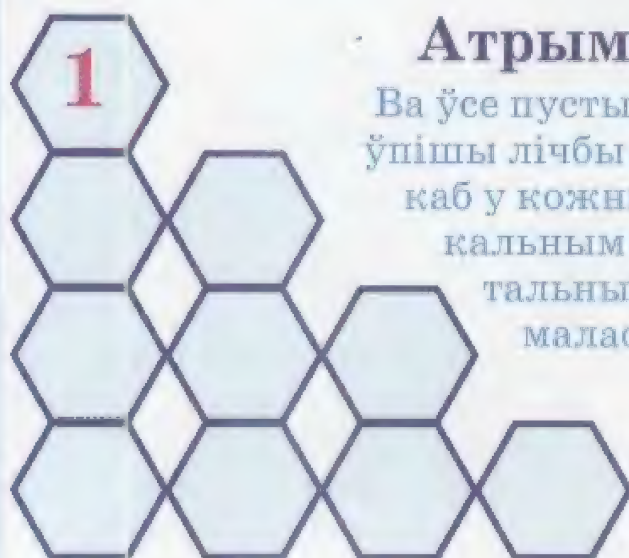 1
Атрым
Ва ўсе пусты
ўпішы лічбы
каб у кожн
кальным
тальны
малас